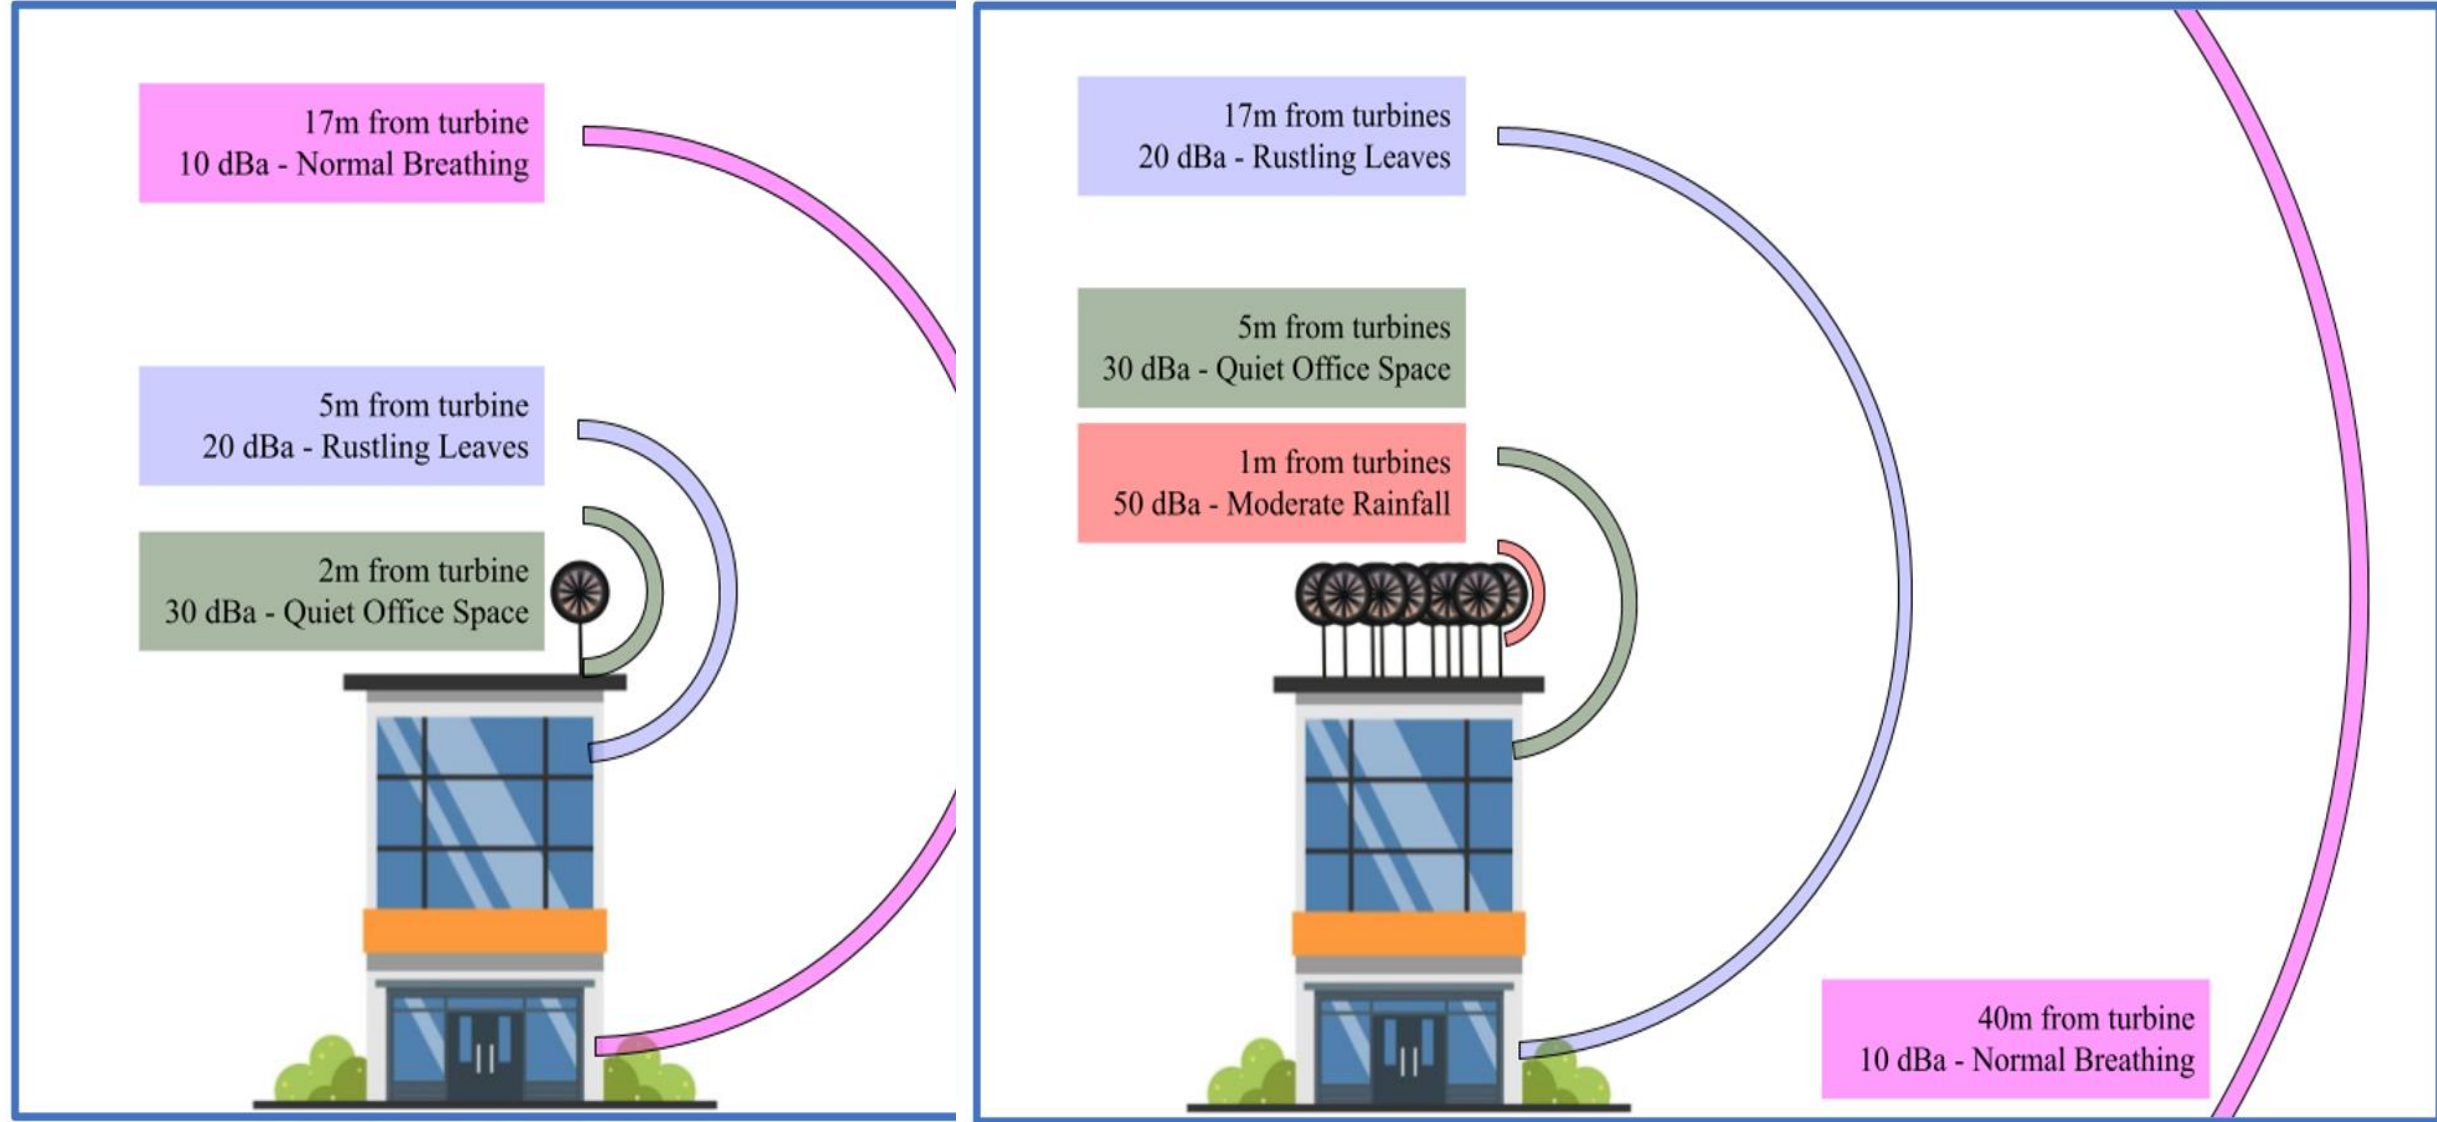 17m from turbine
10 dBa - Normal Breathing
5m from turbine
20 dBa - Rustling Leaves
2m from turbine
30 dBa - Quiet Office Space
17m from turbines
20 dBa - Rustling Leaves
5m from turbines
30 dBa - Quiet Office Space
1m from turbines
50 dBa - Moderate Rainfall
40m from turbine
10 dBa - Normal Breathing